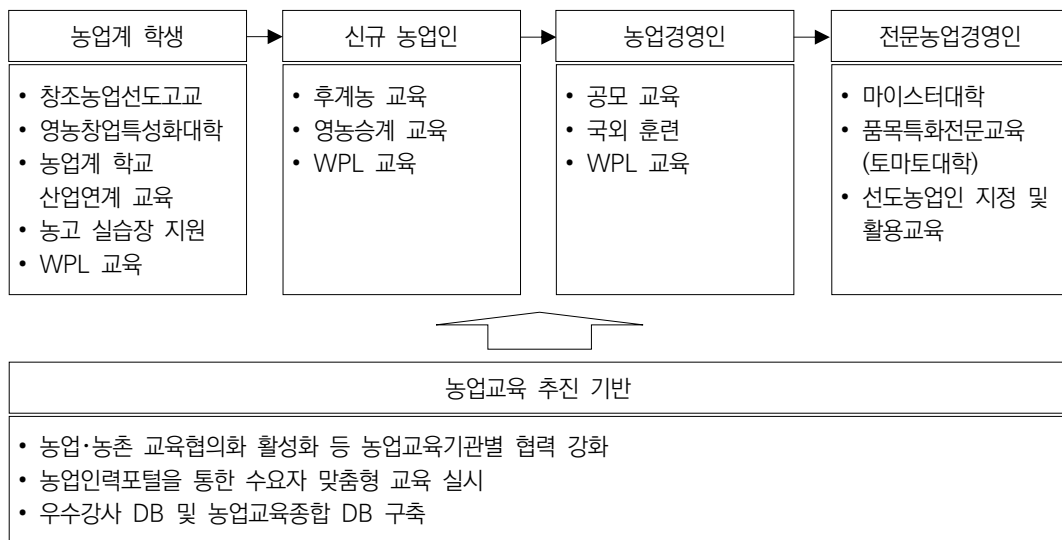 농업계 학생
• 창조농업선도고교
• 영농창업특성화대학
• 농업계 학교
산업연계 교육
• 농고 실습장 지원
• WPL 교육
신규 농업인
• 후계농 교육
• 영농승계 교육
• WPL 교육
농업경영인
• 공모 교육
• 국외 훈련
• WPL 교육
전문농업경영인
• 마이스터대학
• 품목특화전문교육
(토마토대학)
• 선도농업인 지정 및
활용교육
농업교육 추진 기반
• 농업·농촌 교육협의화 활성화 등 농업교육기관별 협력 강화
• 농업인력포털을 통한 수요자 맞춤형 교육 실시
• 우수강사 DB 및 농업교육종합 DB 구축